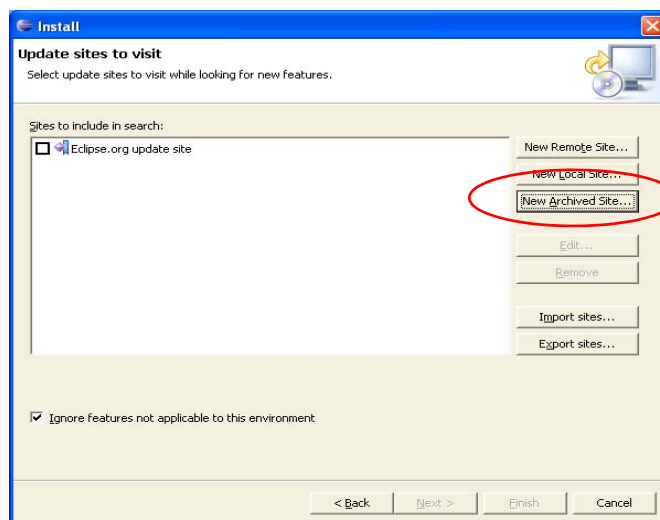 Install
Update sites to visit
Select update sites to visit while looking for new features.
Sites to include in search:
Eclipse.org update site
New Remote Site...
New Local Site...
New Archived Site...
Edit...
Remove
Import sites...
Export sites...
Ignore features not applicable to this environment
< Back
Next >
Finish
Cancel